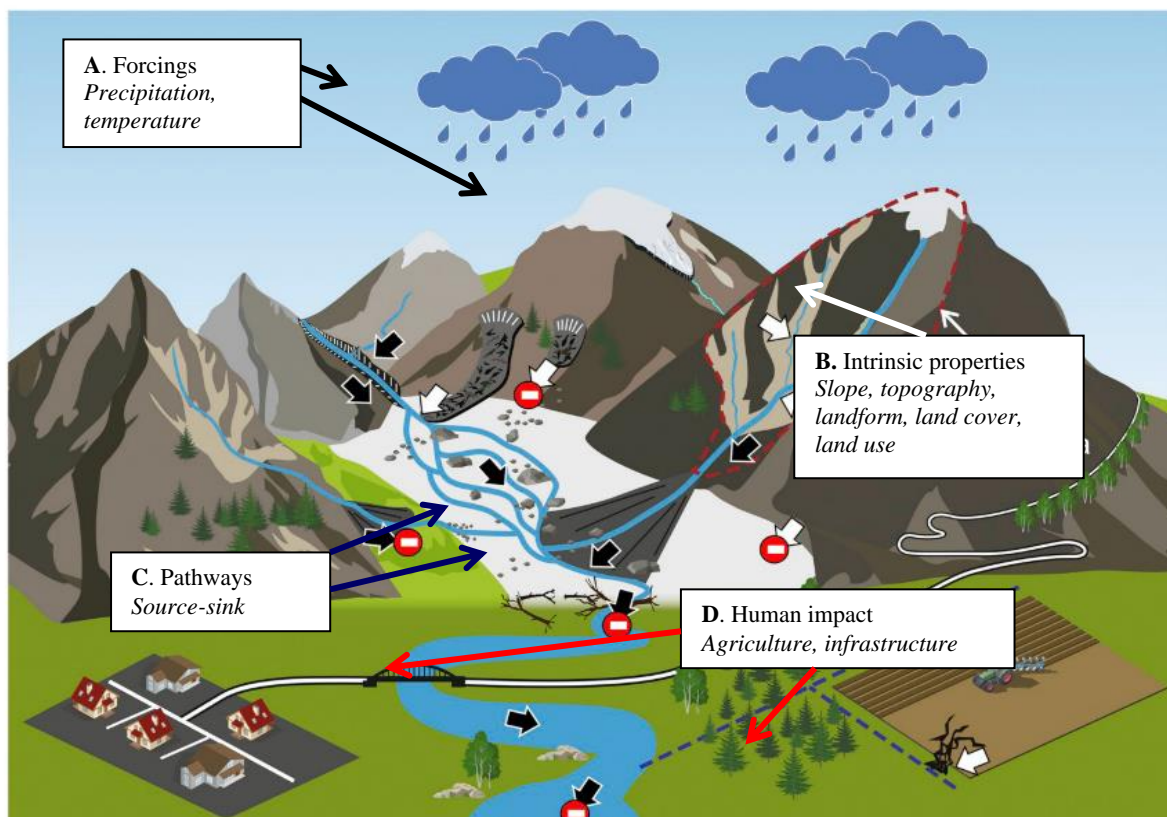 A. Forcings
Precipitation,
temperature
B. Intrinsic properties
Slope, topography,
landform, land cover,
land use
a
C. Pathways
Source-sink
D. Human impact
Agriculture, infrastructure